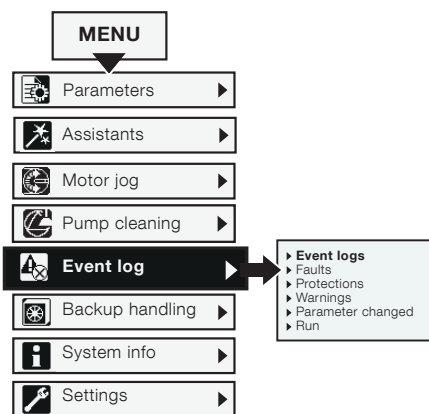 MENU
Parameters
Assistants
Motor jog
Pump cleaning
Event log
Backup handling
System info
Settings
Event logs
Faults
Protections
Warnings
Parameter changed
Run